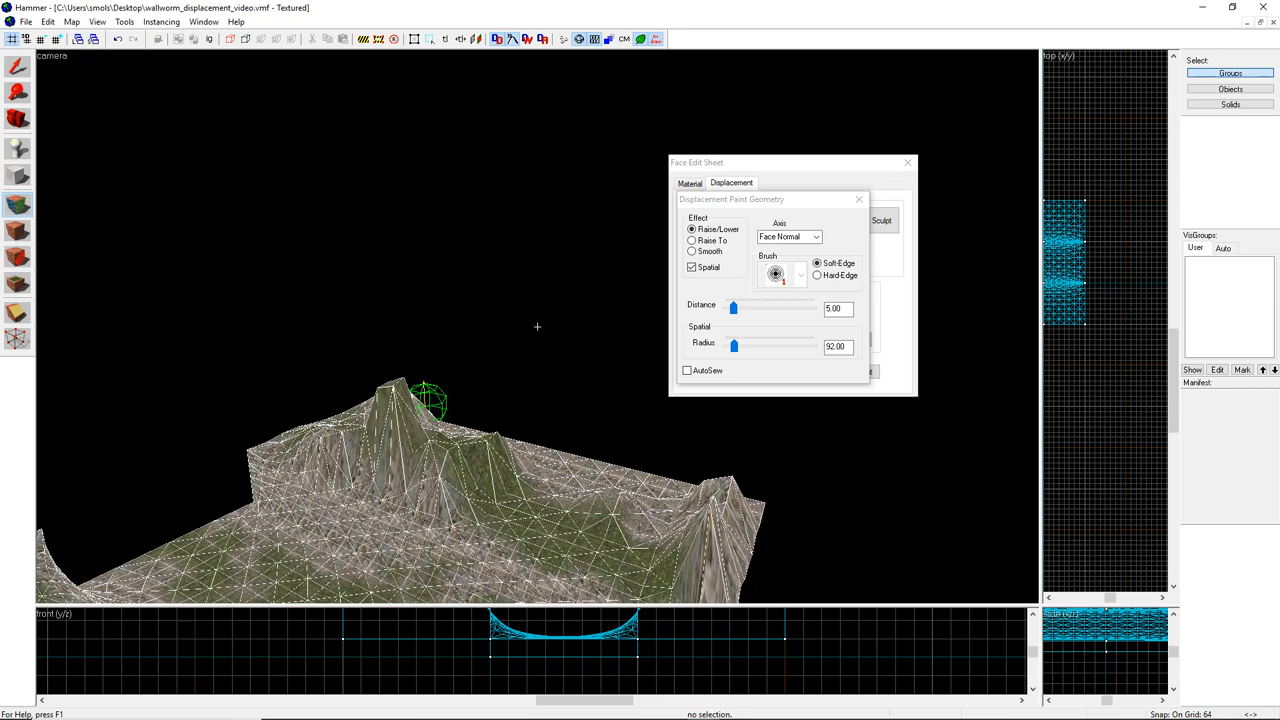 Hammer - [C:\Users\smols\Desktop\wallworm_displacement_video.vmf - Textured]
File Edit Map View Tools Instancing Window Help
CM
camera
top (x/y)
Select:
Groups
Objects
Solids
Face Edit Sheet
Material Displacement
Displacement Paint Geometry
Sculpt
Effect
Raise/Lower
Raise To
Smooth
Spatial
Axis
Face Normal
Brush
Soft-Edge
Hard-Edge
Distance 5.00
Spatial
Radius 92.00
AutoSew
VisGroups:
User Auto
Show Edit Mark
Manifest:
front (y/z)
For Help, press F1
no selection.
Snap: On Grid: 64
<->